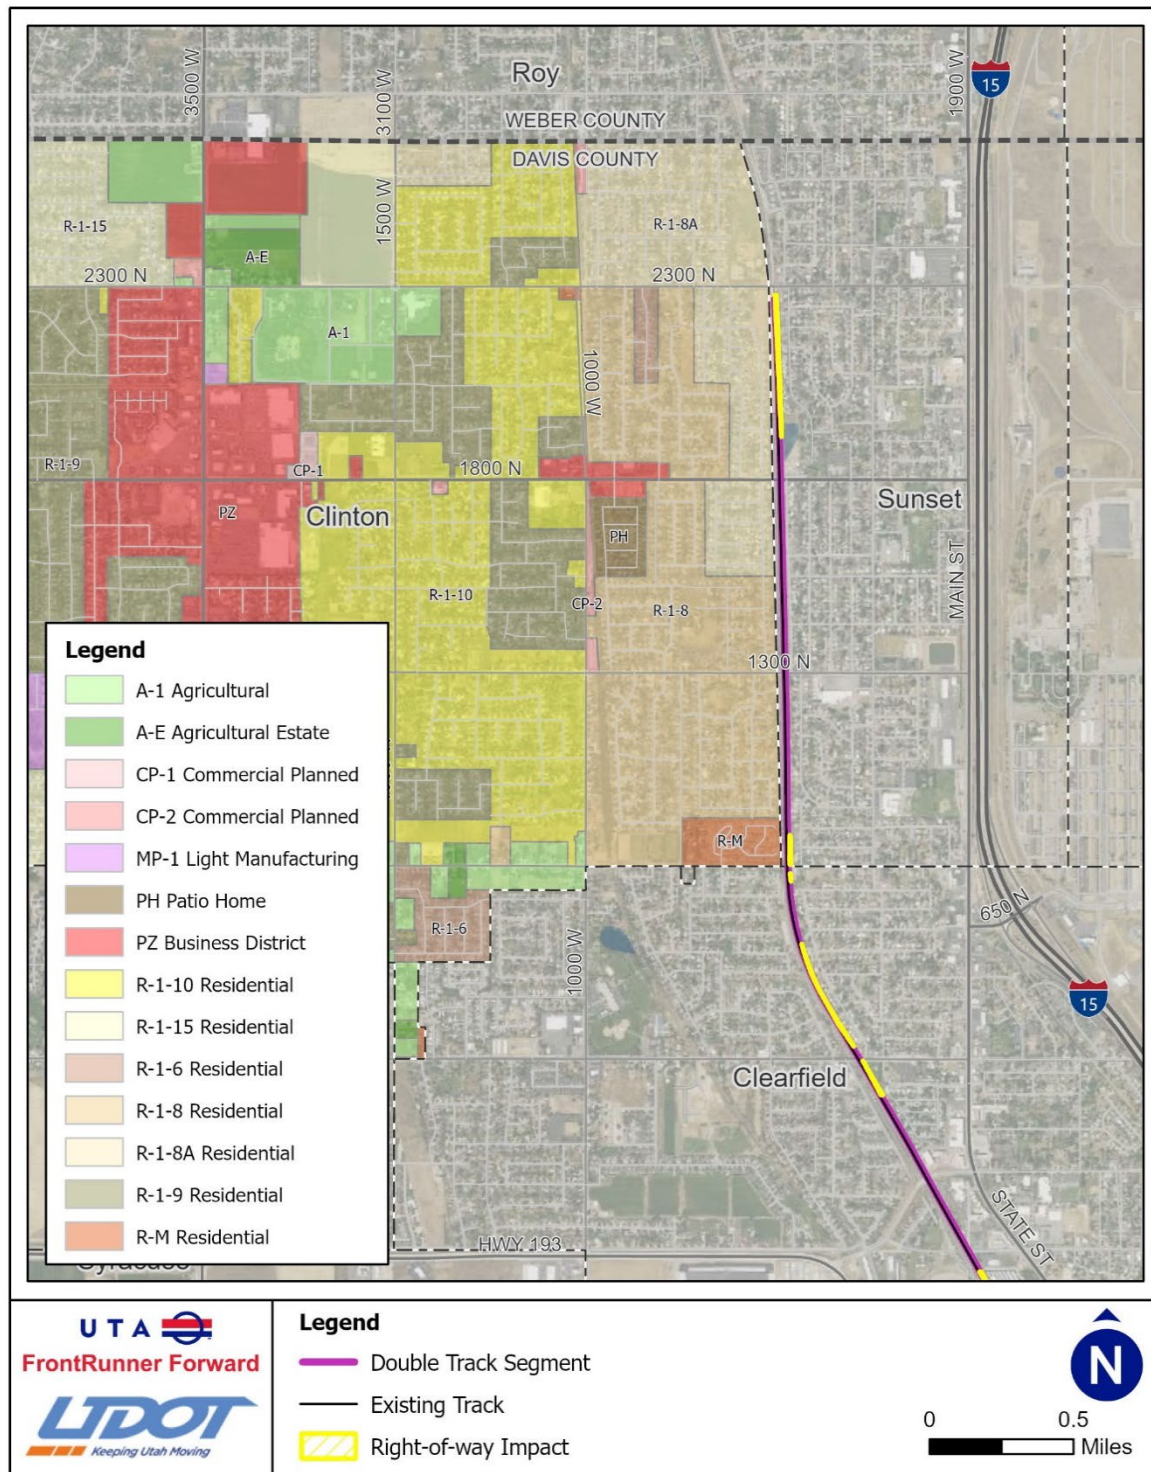 Roy
3500 W
3100 W
1900 W
15
WEBER COUNTY
DAVIS COUNTY
1500 W
R-1-15
R-1-8A
A-E
2300 N
2300 N
A-1
1000 W
R-1-9
CP-1
1800 N
PZ
Clinton
Sunset
PH
MAIN ST
R-1-10
CP-2
R-1-8
1300 N
R-M
650 N
R-1-6
1000 W
15
Clearfield
STATE ST
HWY 193
Legend
A-1 Agricultural
A-E Agricultural Estate
CP-1 Commercial Planned
CP-2 Commercial Planned
MP-1 Light Manufacturing
PH Patio Home
PZ Business District
R-1-10 Residential
R-1-15 Residential
R-1-6 Residential
R-1-8 Residential
R-1-8A Residential
R-1-9 Residential
R-M Residential
UTA
FrontRunner Forward
UDOT
Keeping Utah Moving
Legend
Double Track Segment
Existing Track
Right-of-way Impact
N
0 0.5
Miles